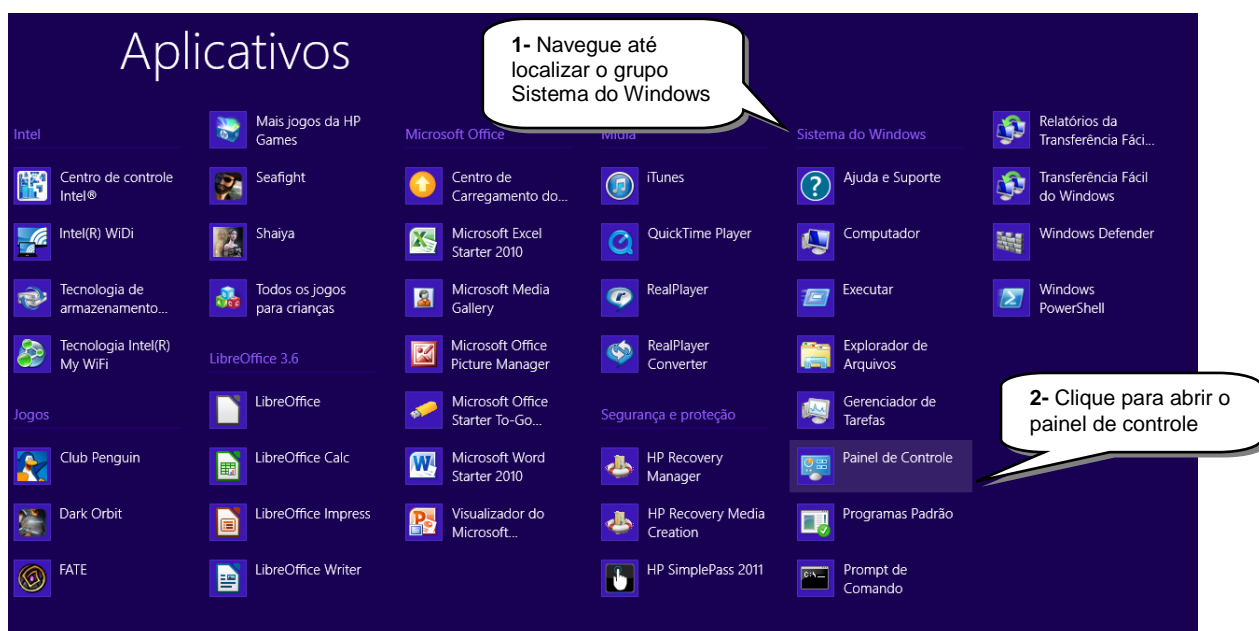 Aplicativos
1- Navegue até
localizar o grupo
Sistema do Windows
Intel
Centro de controle
Intel®
Intel(R) WiDi
Tecnologia de
armazenamento...
Tecnologia Intel(R)
My WiFi
Jogos
Club Penguin
Dark Orbit
FATE
Mais jogos da HP
Games
Seafight
Shaiya
Todos os jogos
para crianças
LibreOffice 3.6
LibreOffice
LibreOffice Calc
LibreOffice Impress
LibreOffice Writer
Microsoft Office
Centro de
Carregamento do...
Microsoft Excel
Starter 2010
Microsoft Media
Gallery
Microsoft Office
Picture Manager
Microsoft Office
Starter To-Go...
Microsoft Word
Starter 2010
Visualizador do
Microsoft...
Mídia
iTunes
QuickTime Player
RealPlayer
RealPlayer
Converter
Segurança e proteção
HP Recovery
Manager
HP Recovery Media
Creation
HP SimplePass 2011
Sistema do Windows
Ajuda e Suporte
Computador
Executar
Explorador de
Arquivos
Gerenciador de
Tarefas
Painel de Controle
Programas Padrão
Prompt de
Comando
Relatórios da
Transferência Fáci...
Transferência Fácil
do Windows
Windows Defender
Windows
PowerShell
2- Clique para abrir o
painel de controle